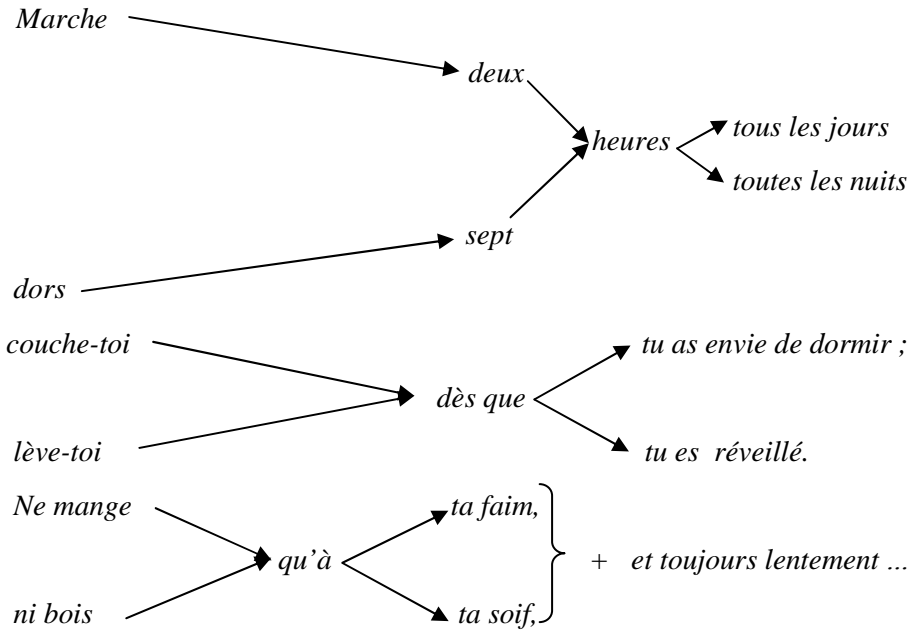 Marche
deux
heures
tous les jours
toutes les nuits
sept
dors
couche-toi
tu as envie de dormir ;
dès que
lève-toi
tu es réveillé.
Ne mange
ta faim,
qu'à
+ et toujours lentement ...
ni bois
ta soif,